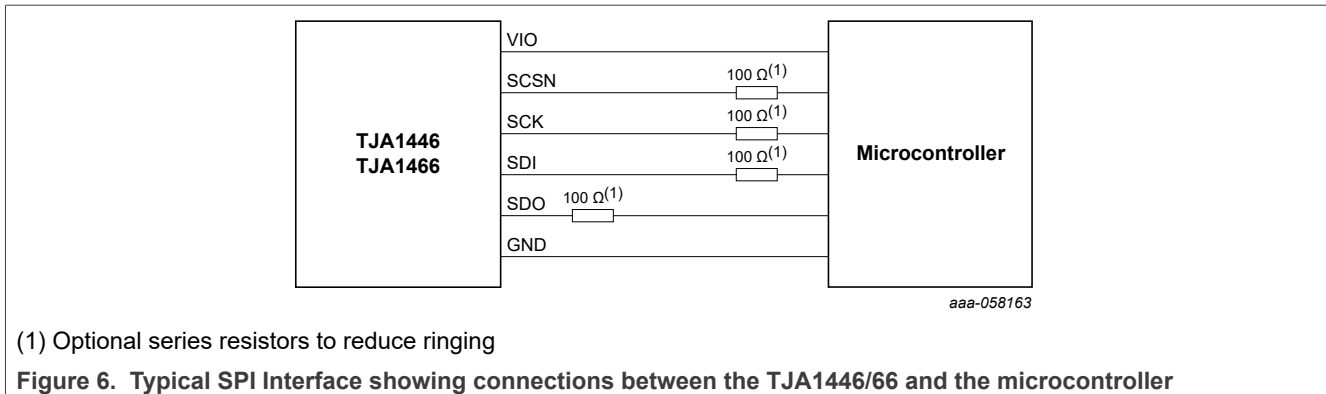 VIO
SCSN 100 Ω(1)
SCK 100 Ω(1)
TJA1446
TJA1466
SDI 100 Ω(1)
Microcontroller
SDO 100 Ω(1)
GND
aaa-058163
(1) Optional series resistors to reduce ringing
Figure 6. Typical SPI Interface showing connections between the TJA1446/66 and the microcontroller